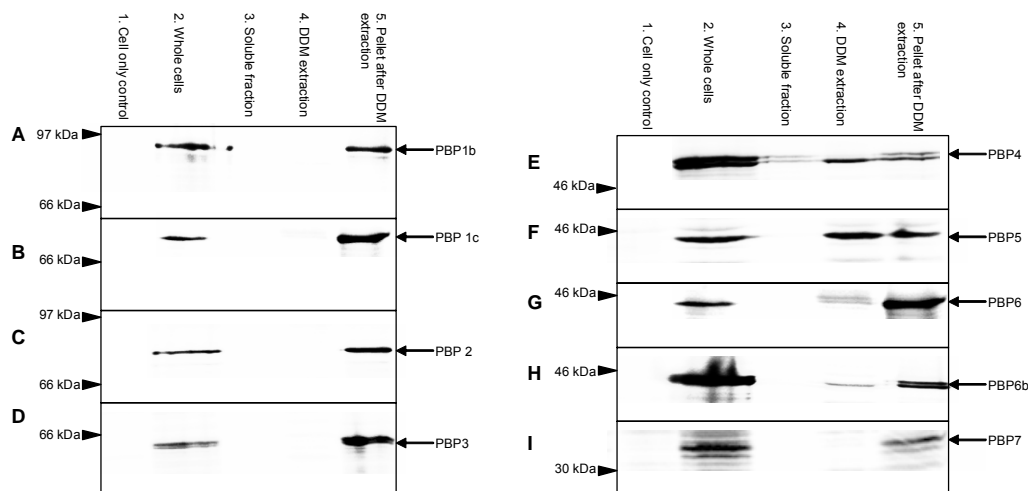 1. Cell only control
2. Whole cells
3. Soluble fraction
4. DDM extraction
5. Pellet after DDM
extraction
A
97 kDa
PBP1b
66 kDa
B
PBP 1c
66 kDa
97 kDa
C
PBP 2
66 kDa
D
66 kDa
PBP3
1. Cell only control
2. Whole cells
3. Soluble fraction
4. DDM extraction
5. Pellet after DDM
extraction
E
PBP4
46 kDa
F
46 kDa
PBP5
G
46 kDa
PBP6
H
46 kDa
PBP6b
I
PBP7
30 kDa